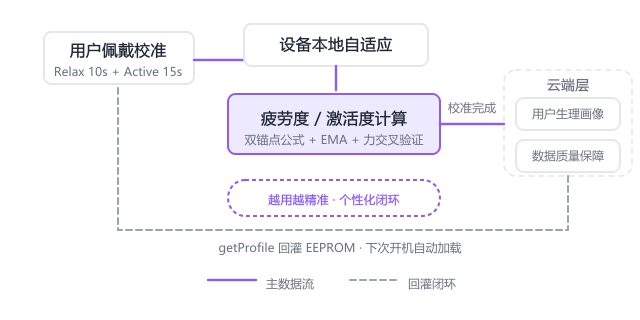 用户佩戴校准
Relax 10s + Active 15s
设备本地自适应
疲劳度 / 激活度计算
双锚点公式 + EMA + 力交叉验证
校准完成
云端层
用户生理画像
数据质量保障
越用越精准 · 个性化闭环
getProfile 回灌 EEPROM · 下次开机自动加载
主数据流
回灌闭环